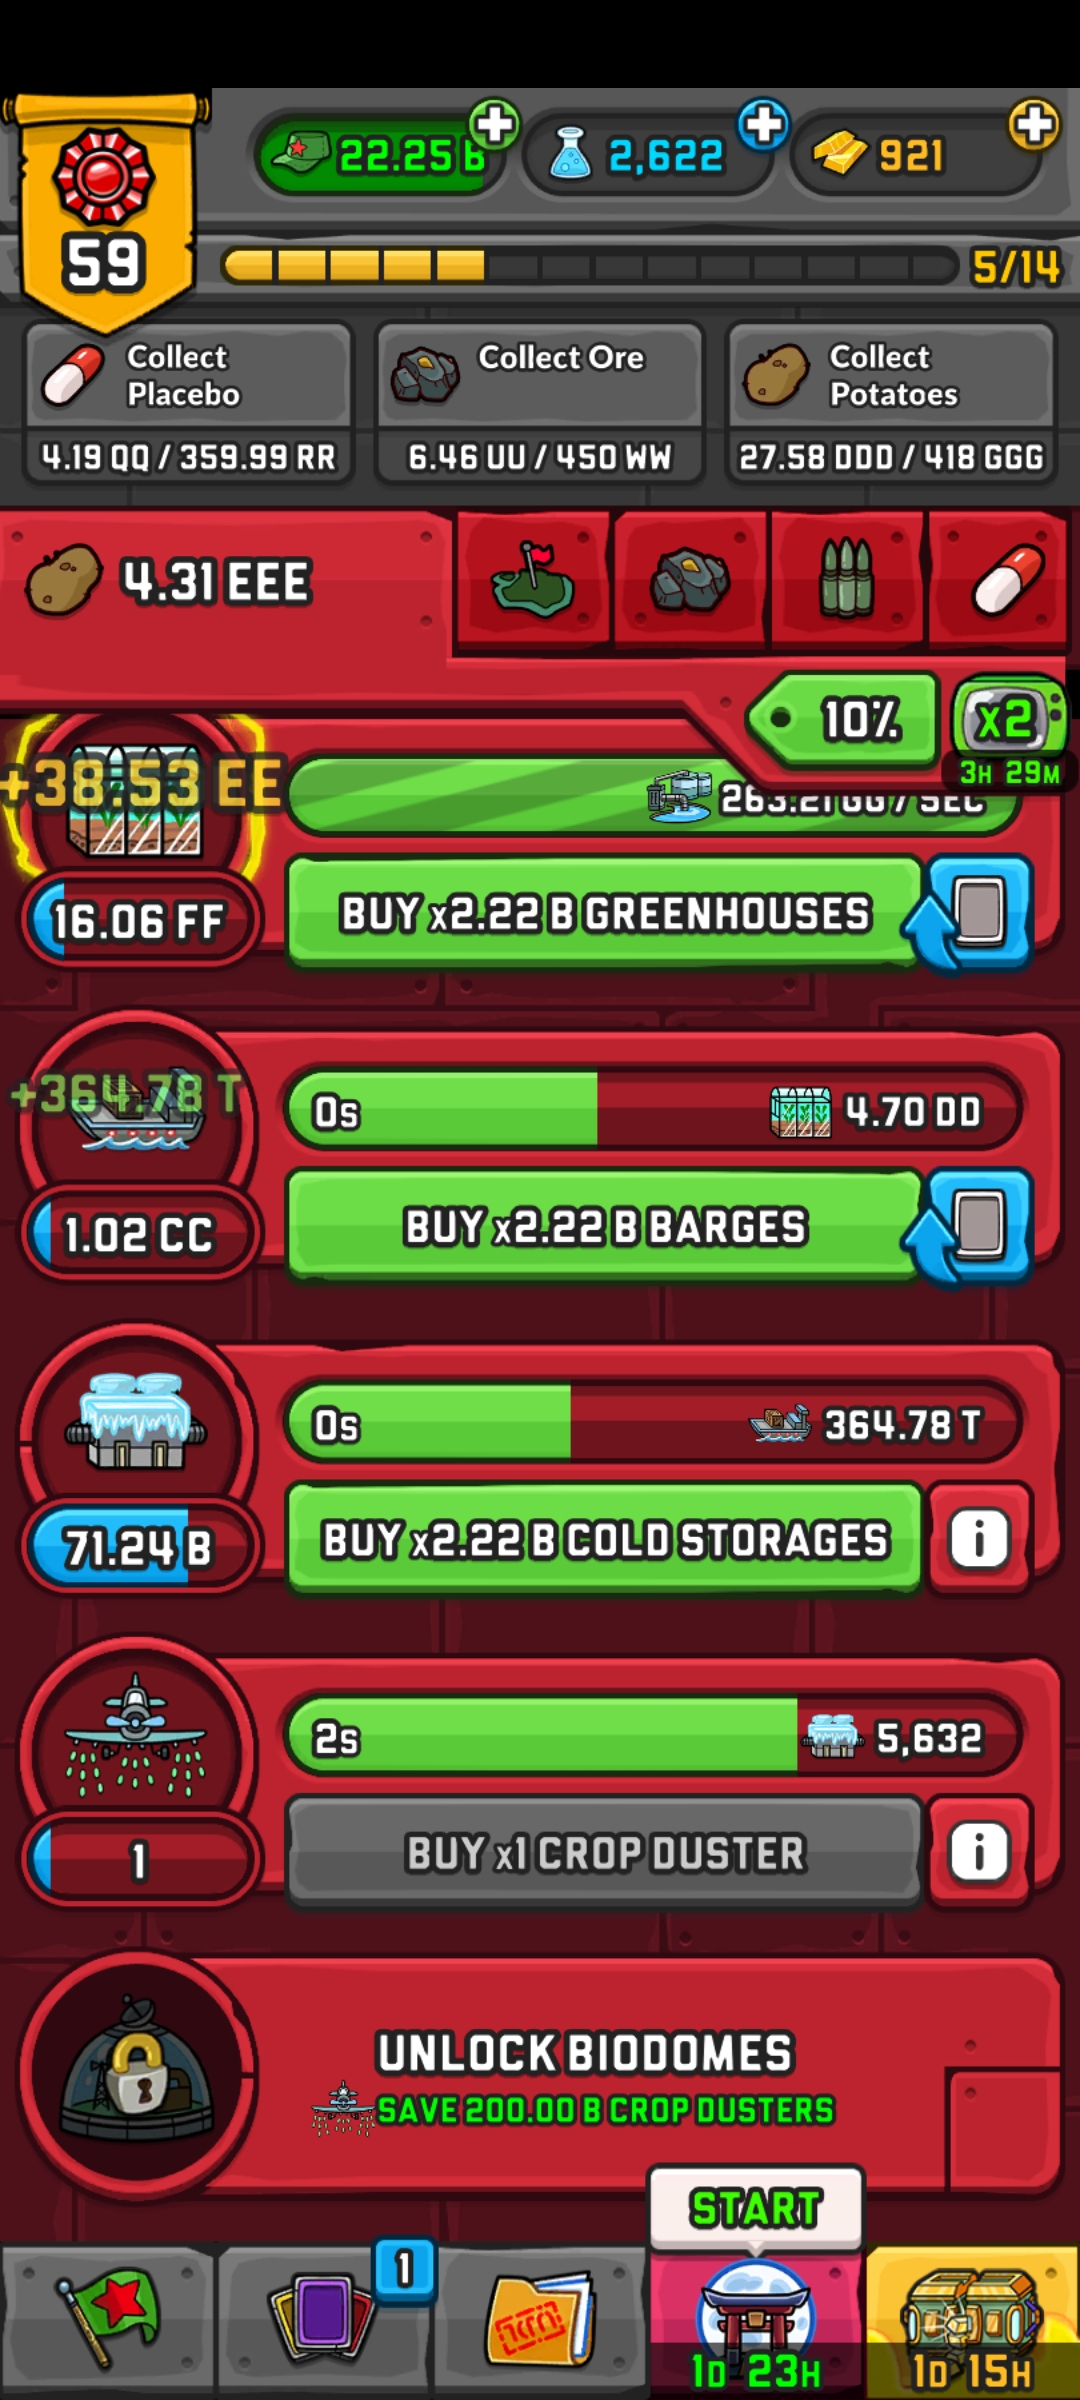 22.25 B
2,622
921
59
5/14
Collect
Placebo
4.19 QQ / 359.99 RR
Collect Ore
6.46 UU / 450 WW
Collect
Potatoes
27.58 DDD / 418 GGG
4.31 EEE
10%
x2
3H 29M
+38.53 EE
263.21 GG / SEC
16.06 FF
BUY x2.22 B GREENHOUSES
+364.78 T
0s
4.70 DD
1.02 CC
BUY x2.22 B BARGES
0s
364.78 T
71.24 B
BUY x2.22 B COLD STORAGES
i
2s
5,632
1
BUY x1 CROP DUSTER
i
UNLOCK BIODOMES
SAVE 200.00 B CROP DUSTERS
START
1
1D 23H
1D 15H